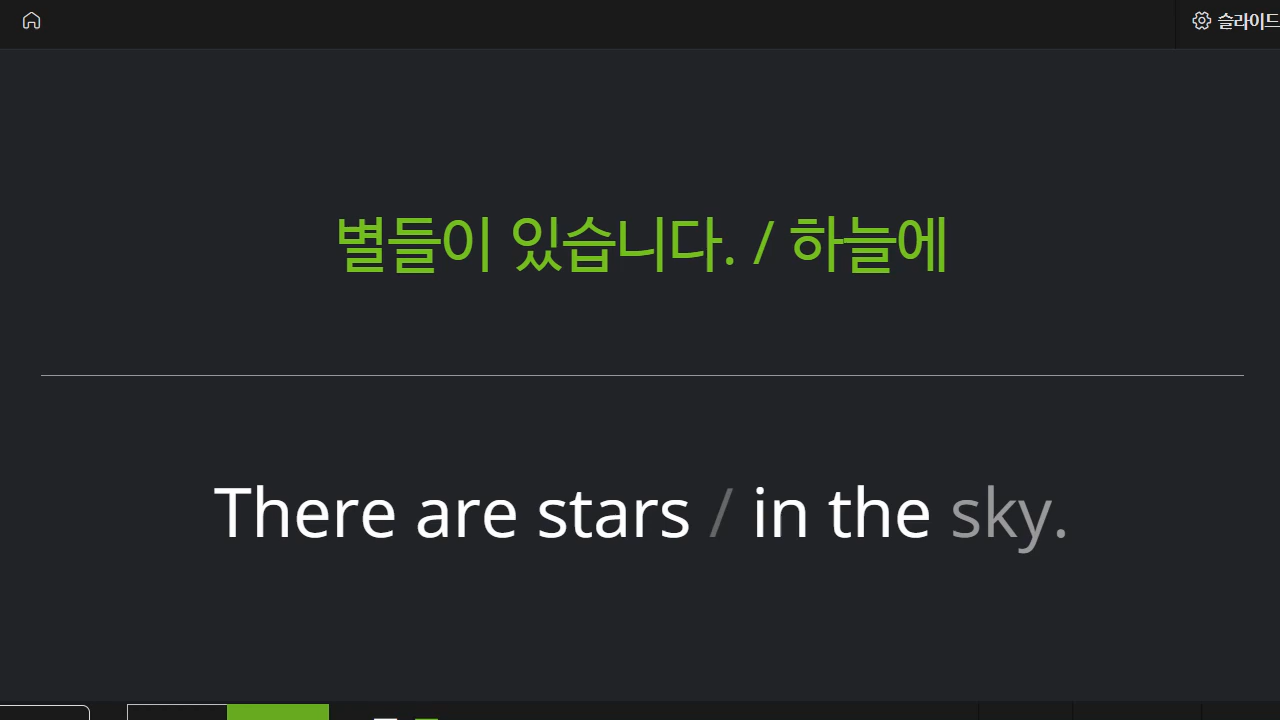 슬라이드
별들이 있습니다. / 하늘에
There are stars / in the sky.